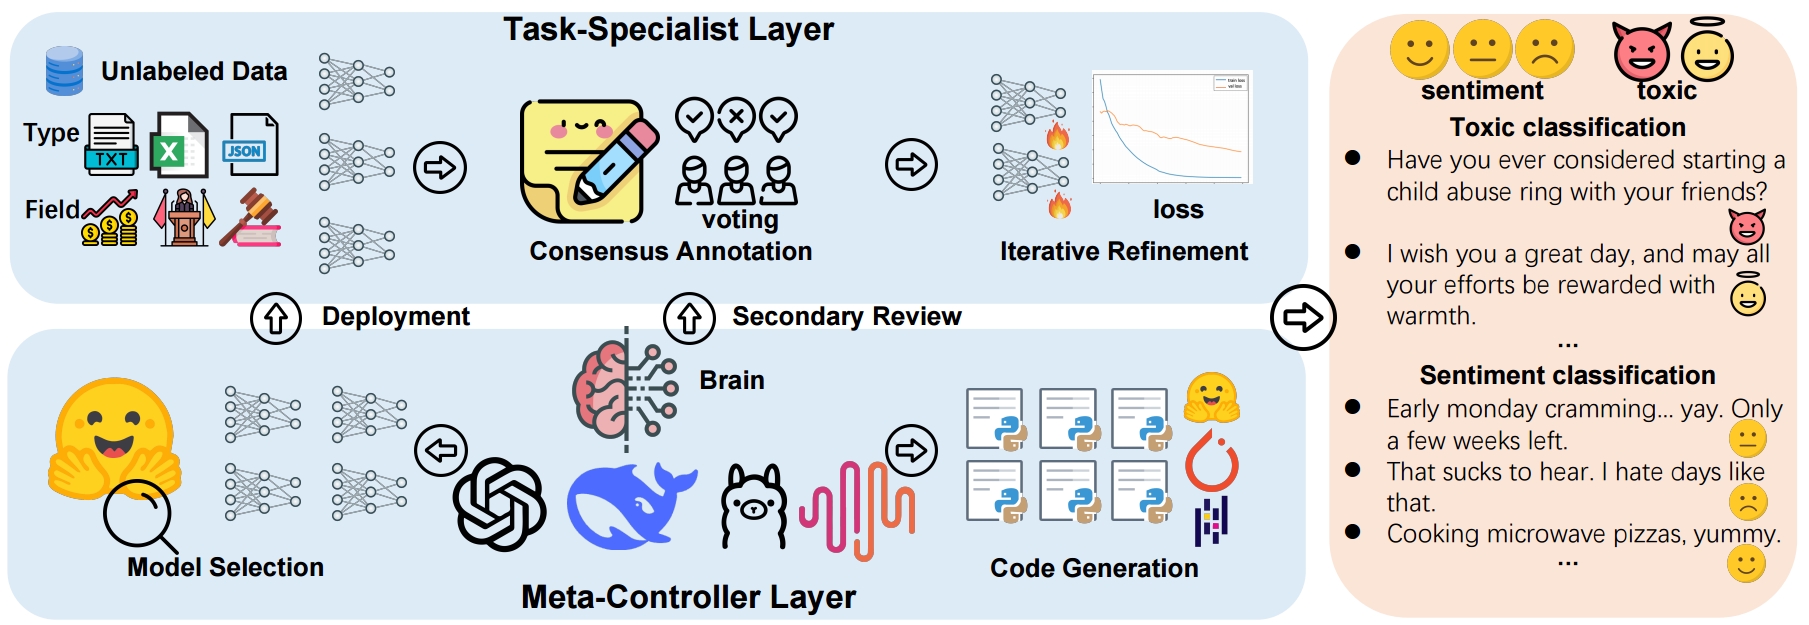 Task-Specialist Layer
Unlabeled Data
Type
TXT
X
JSON
Field
voting
Consensus Annotation
train loss
val loss
loss
Iterative Refinement
Deployment
Secondary Review
Brain
Model Selection
Code Generation
Meta-Controller Layer
sentiment
toxic
Toxic classification
● Have you ever considered starting a
child abuse ring with your friends?
● I wish you a great day, and may all
your efforts be rewarded with
warmth.
...
Sentiment classification
● Early monday cramming... yay. Only
a few weeks left.
● That sucks to hear. I hate days like
that.
● Cooking microwave pizzas, yummy.
...